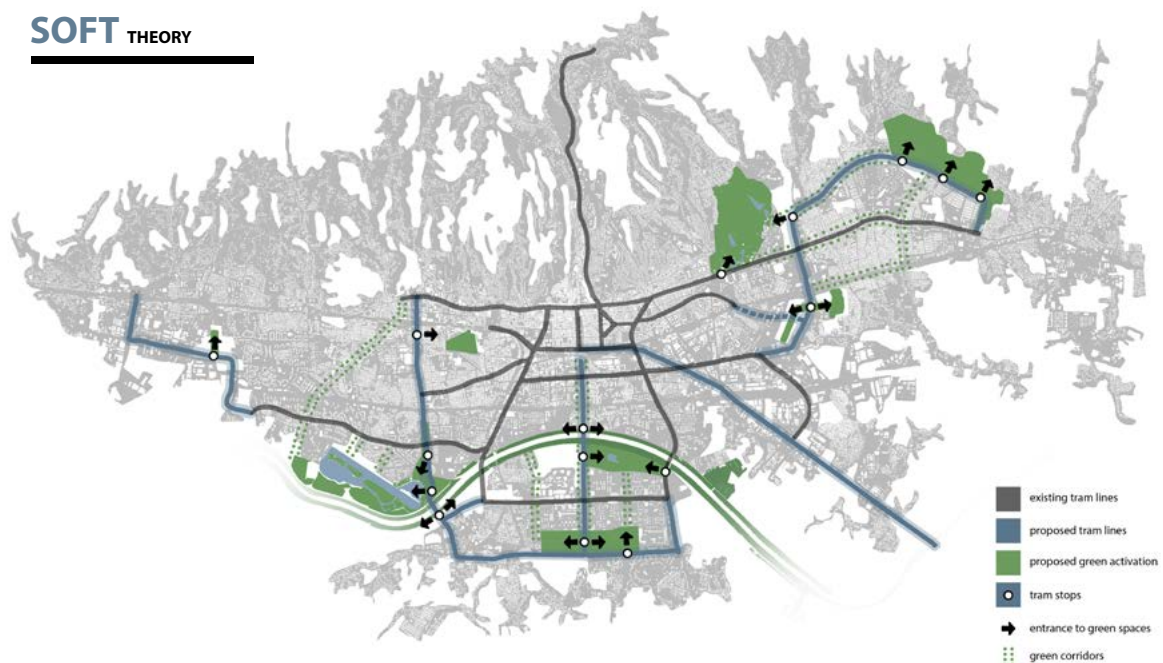 SOFT THEORY
existing tram lines
proposed tram lines
proposed green activation
tram stops
entrance to green spaces
green corridors